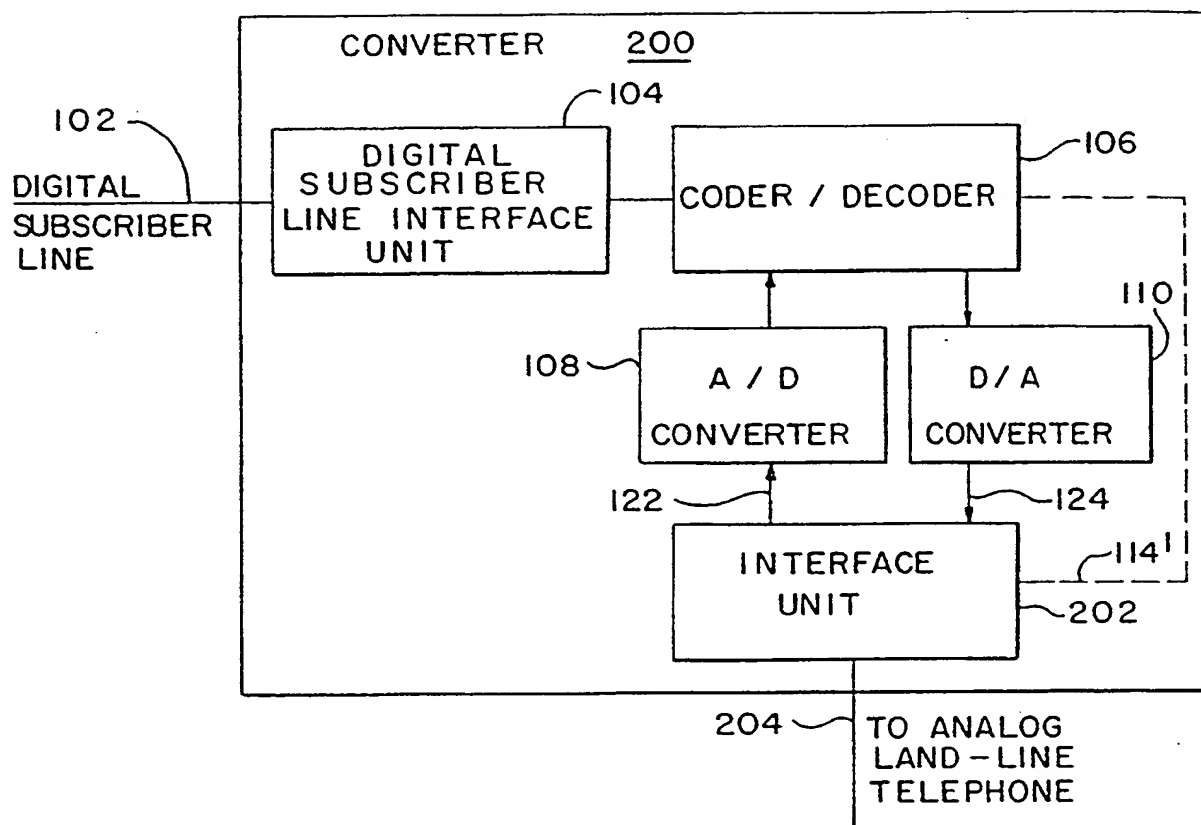 CONVERTER 200
104
102
106
DIGITAL
SUBSCRIBER
LINE
DIGITAL
SUBSCRIBER
LINE INTERFACE
UNIT
CODER / DECODER
110
108
A / D
CONVERTER
D/A
CONVERTER
122
124
INTERFACE
UNIT
114'
202
204
TO ANALOG
LAND-LINE
TELEPHONE